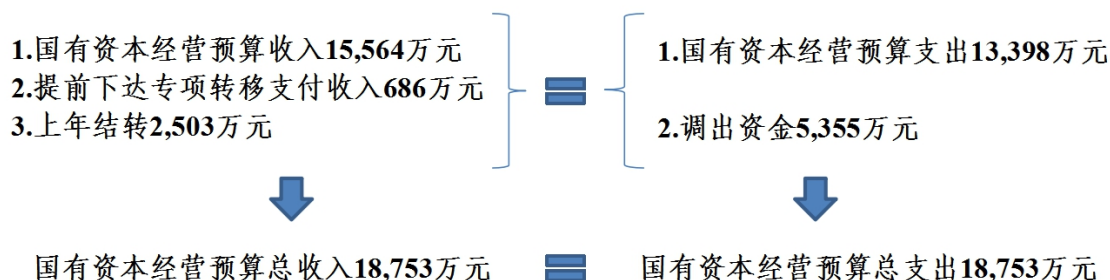 1.国有资本经营预算收入15,564万元
2.提前下达专项转移支付收入686万元
3.上年结转2,503万元
1.国有资本经营预算支出13,398万元
2.调出资金5,355万元
国有资本经营预算总收入18,753万元
国有资本经营预算总支出18,753万元